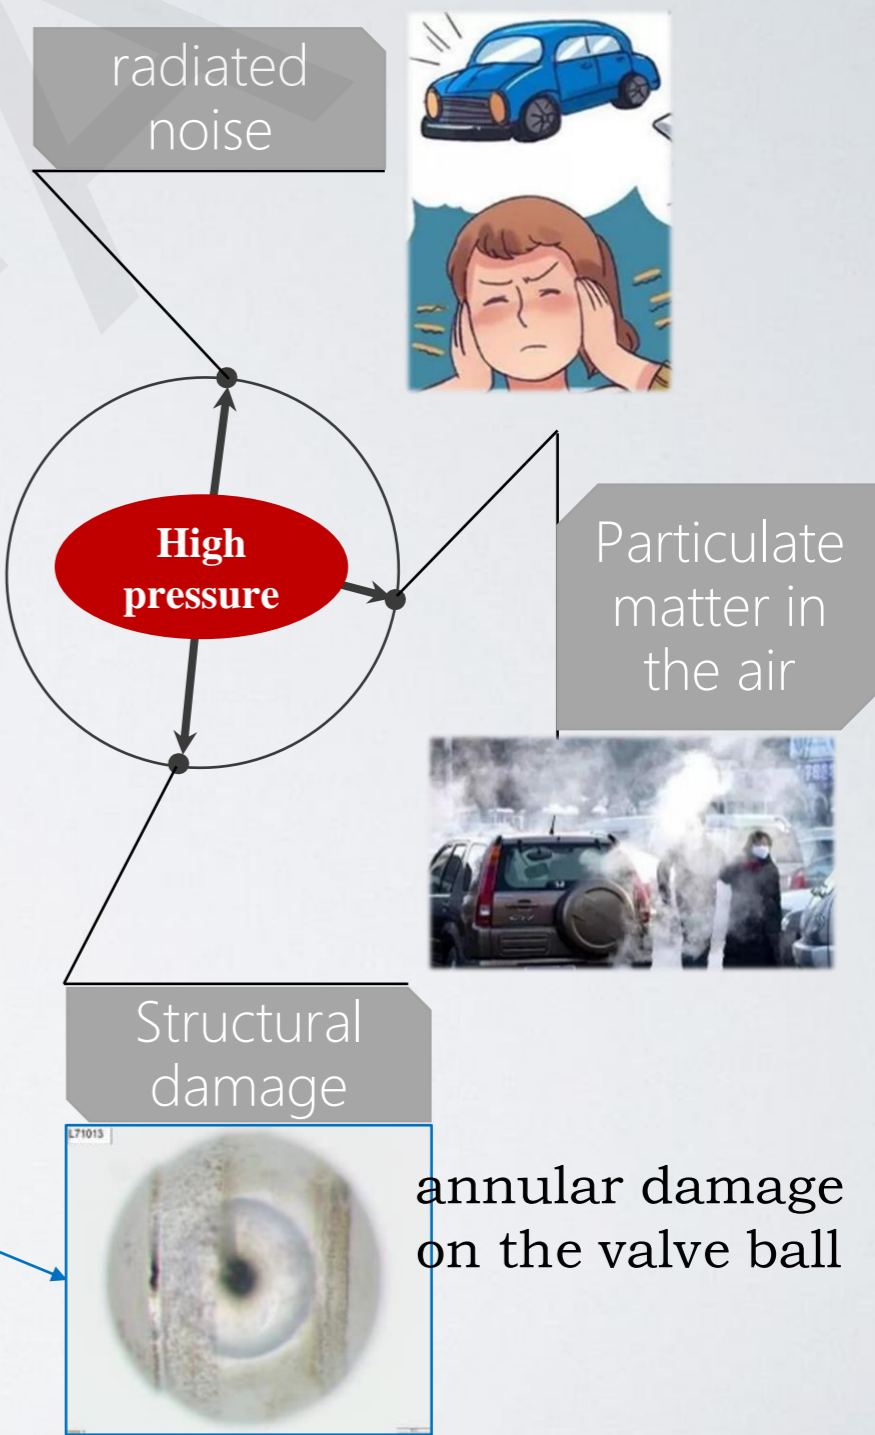 radiated
noise
High
pressure
Particulate
matter in
the air
Structural
damage
L71013
annular damage
on the valve ball